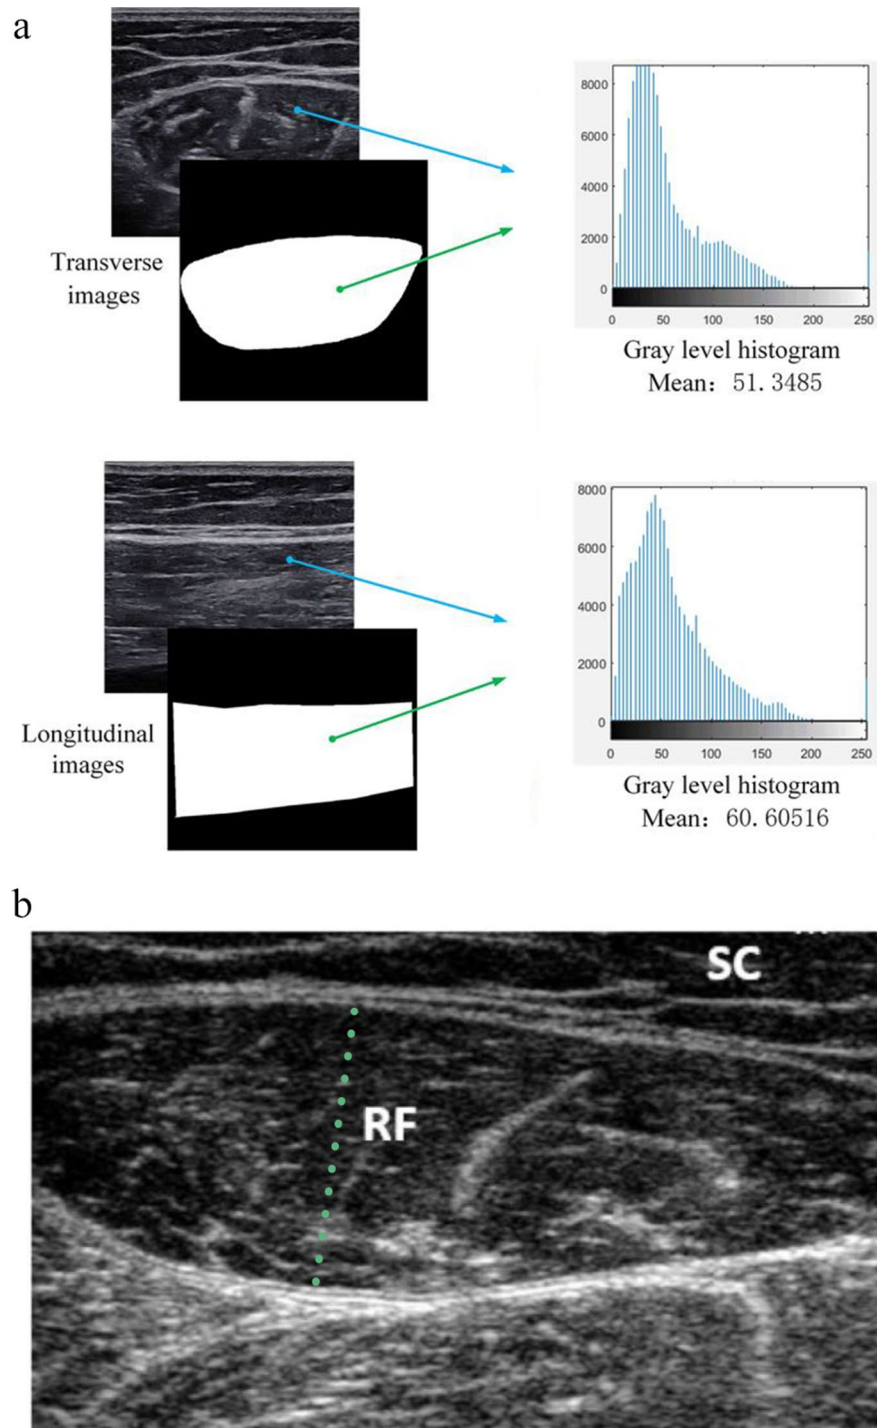 a
Transverse
images
8000
6000
4000
2000
0
0 50 100 150 200 250
Gray level histogram
Mean: 51.3485
Longitudinal
images
8000
6000
4000
2000
0
0 50 100 150 200 250
Gray level histogram
Mean: 60.60516
b
SC
RF